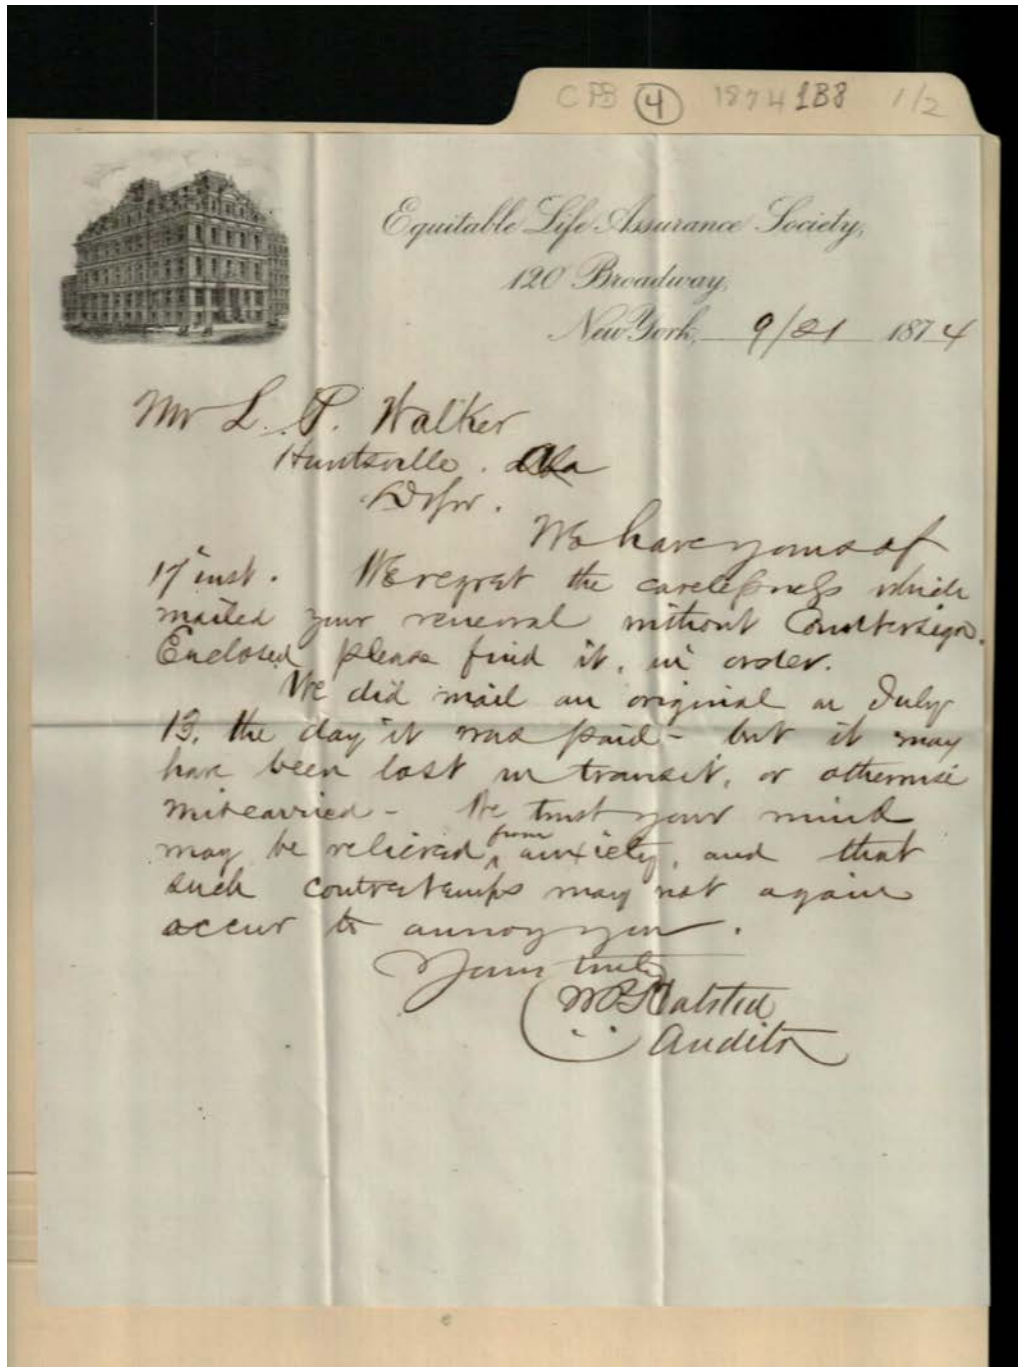 CPB 4 1874 1B8 1/2
Equitable Life Assurance Society,
120 Broadway,
New York, 9/21 1874
Mr L. P. Walker
Huntsville. Ala
D Sir.
We have yours of
17 inst. We regret the carelessness which
mailed your renewal without Countersign.
Enclosed please find it, in order.
We did mail an original on July
13, the day it was paid - but it may
have been lost in transit, or otherwise
miscarried - We trust your mind
may be relieved from anxiety, and that
such contretemps may not again
occur to annoy you.
Yours truly
Halsted
Auditor